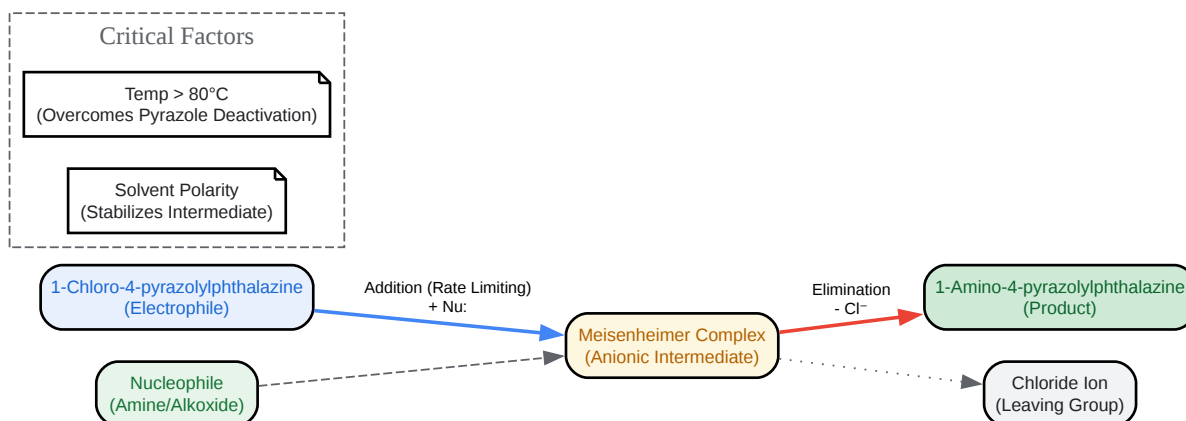 Critical Factors
Temp > 80°C
(Overcomes Pyrazole Deactivation)
Solvent Polarity
(Stabilizes Intermediate)
1-Chloro-4-pyrazolylphthalazine
(Electrophile)
Addition (Rate Limiting)
+ Nu:
Elimination
- Cl⁻
1-Amino-4-pyrazolylphthalazine
(Product)
Meisenheimer Complex
(Anionic Intermediate)
Nucleophile
(Amine/Alkoxide)
Chloride Ion
(Leaving Group)